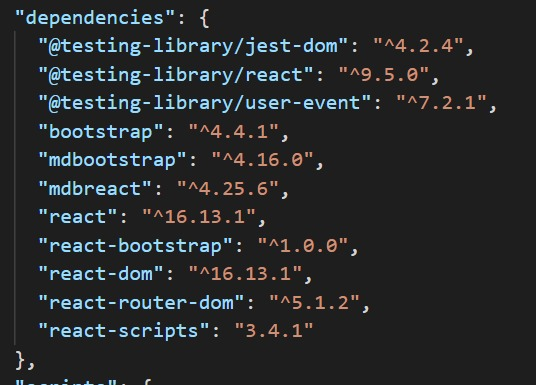 "dependencies": {
"@testing-library/jest-dom": "^4.2.4",
"@testing-library/react": "^9.5.0",
"@testing-library/user-event": "^7.2.1",
"bootstrap": "^4.4.1",
"mdbootstrap": "^4.16.0",
"mdbreact": "^4.25.6",
"react": "^16.13.1",
"react-bootstrap": "^1.0.0",
"react-dom": "^16.13.1",
"react-router-dom": "^5.1.2",
"react-scripts": "3.4.1"
},
"scripts": {